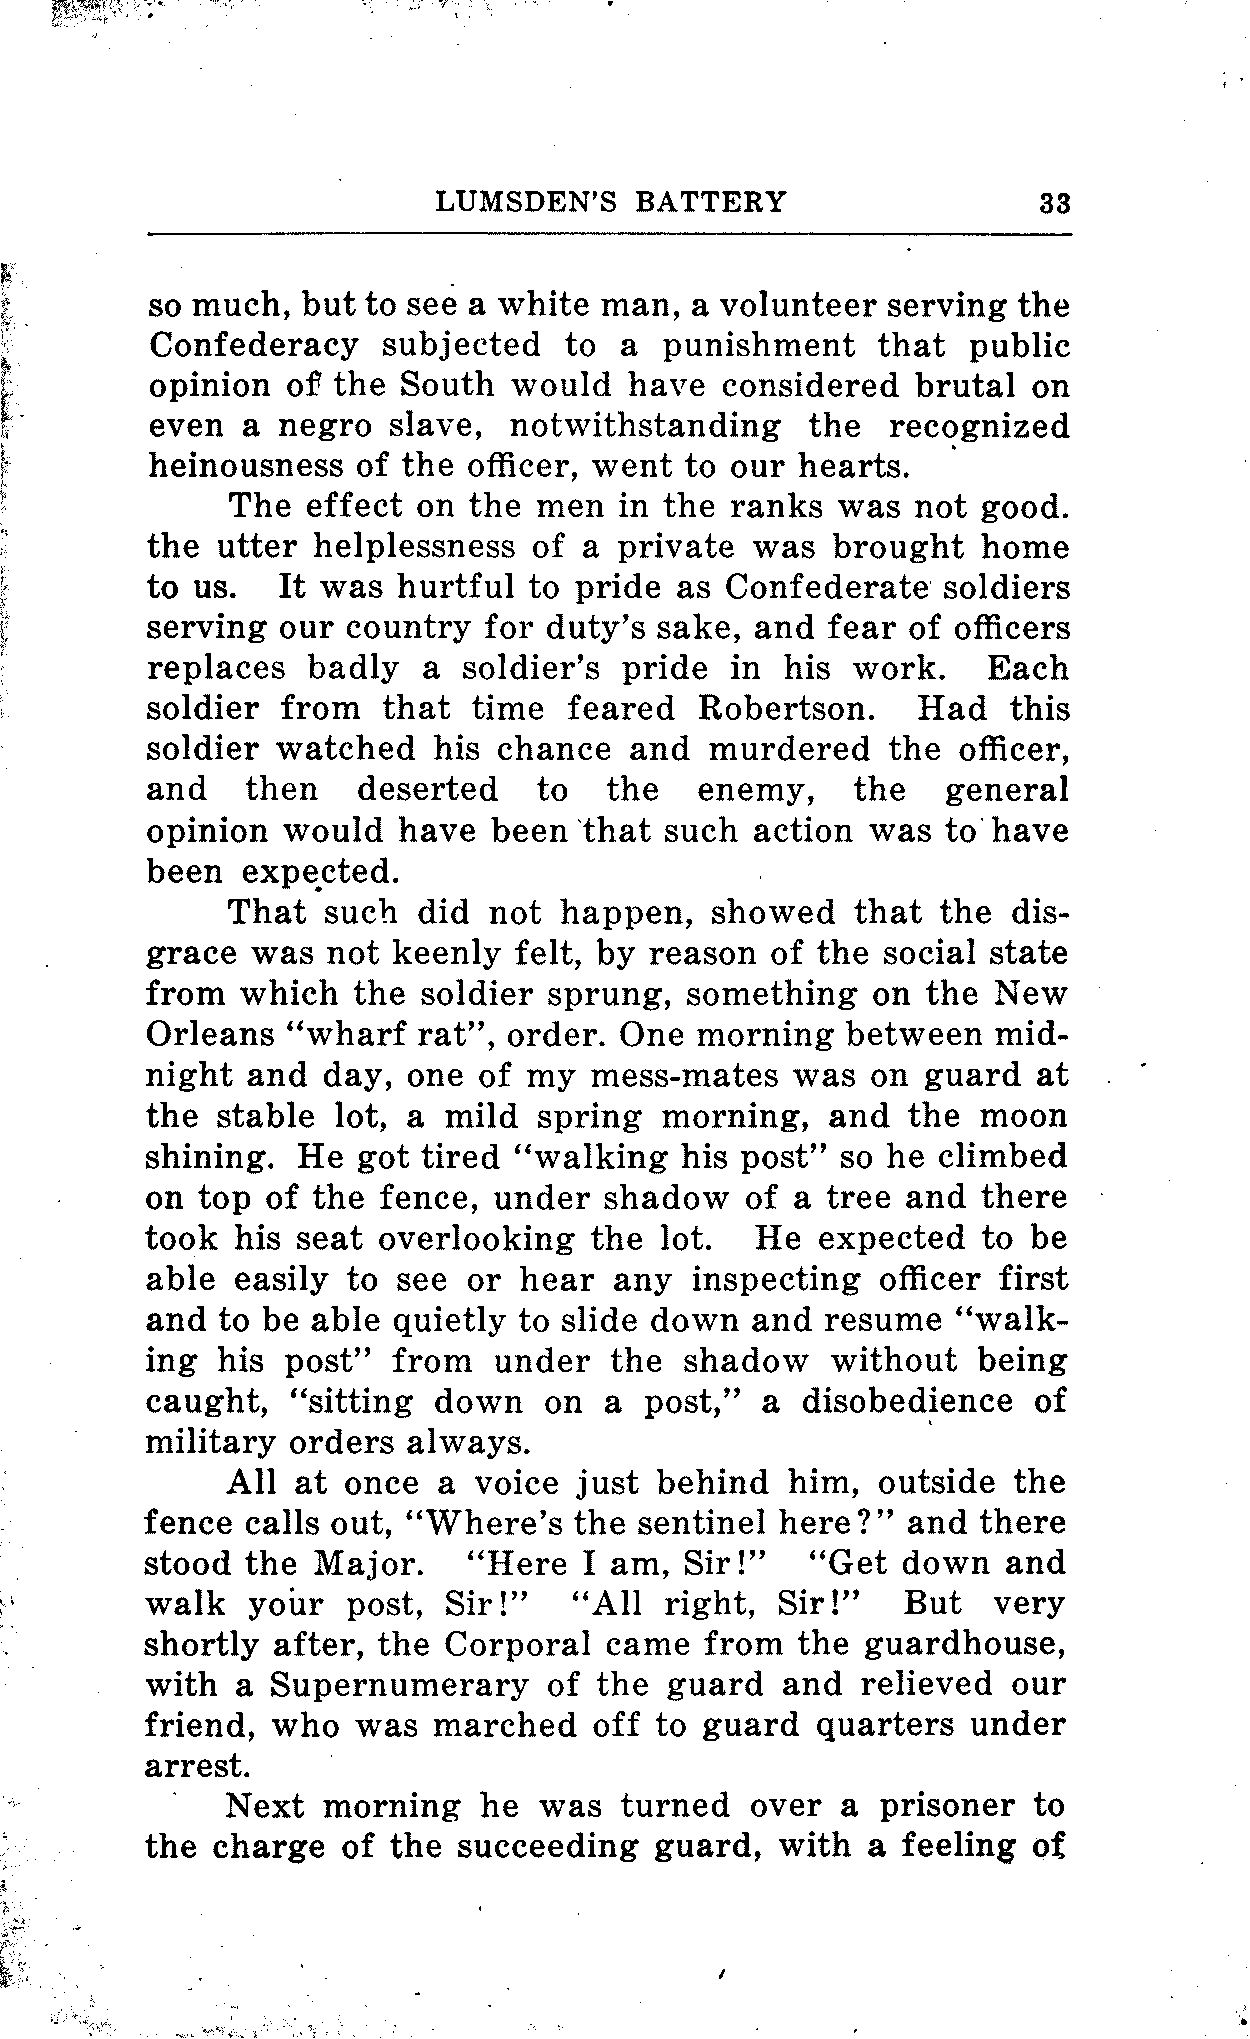 LUMSDEN'S BATTERY 33
so much, but to see a white man, a volunteer serving the
Confederacy subjected to a punishment that public
opinion of the South would have considered brutal on
even a negro slave, notwithstanding the recognized
heinousness of the officer, went to our hearts.
The effect on the men in the ranks was not good.
the utter helplessness of a private was brought home
to us. It was hurtful to pride as Confederate soldiers
serving our country for duty's sake, and fear of officers
replaces badly a soldier's pride in his work. Each
soldier from that time feared Robertson. Had this
soldier watched his chance and murdered the officer,
and then deserted to the enemy, the general
opinion would have been that such action was to have
been expected.
That such did not happen, showed that the dis-
grace was not keenly felt, by reason of the social state
from which the soldier sprung, something on the New
Orleans "wharf rat", order. One morning between mid-
night and day, one of my mess-mates was on guard at
the stable lot, a mild spring morning, and the moon
shining. He got tired "walking his post" so he climbed
on top of the fence, under shadow of a tree and there
took his seat overlooking the lot. He expected to be
able easily to see or hear any inspecting officer first
and to be able quietly to slide down and resume "walk-
ing his post" from under the shadow without being
caught, "sitting down on a post," a disobedience of
military orders always.
All at once a voice just behind him, outside the
fence calls out, "Where's the sentinel here?" and there
stood the Major. "Here I am, Sir!" "Get down and
walk your post, Sir!" "All right, Sir!" But very
shortly after, the Corporal came from the guardhouse,
with a Supernumerary of the guard and relieved our
friend, who was marched off to guard quarters under
arrest.
Next morning he was turned over a prisoner to
the charge of the succeeding guard, with a feeling of